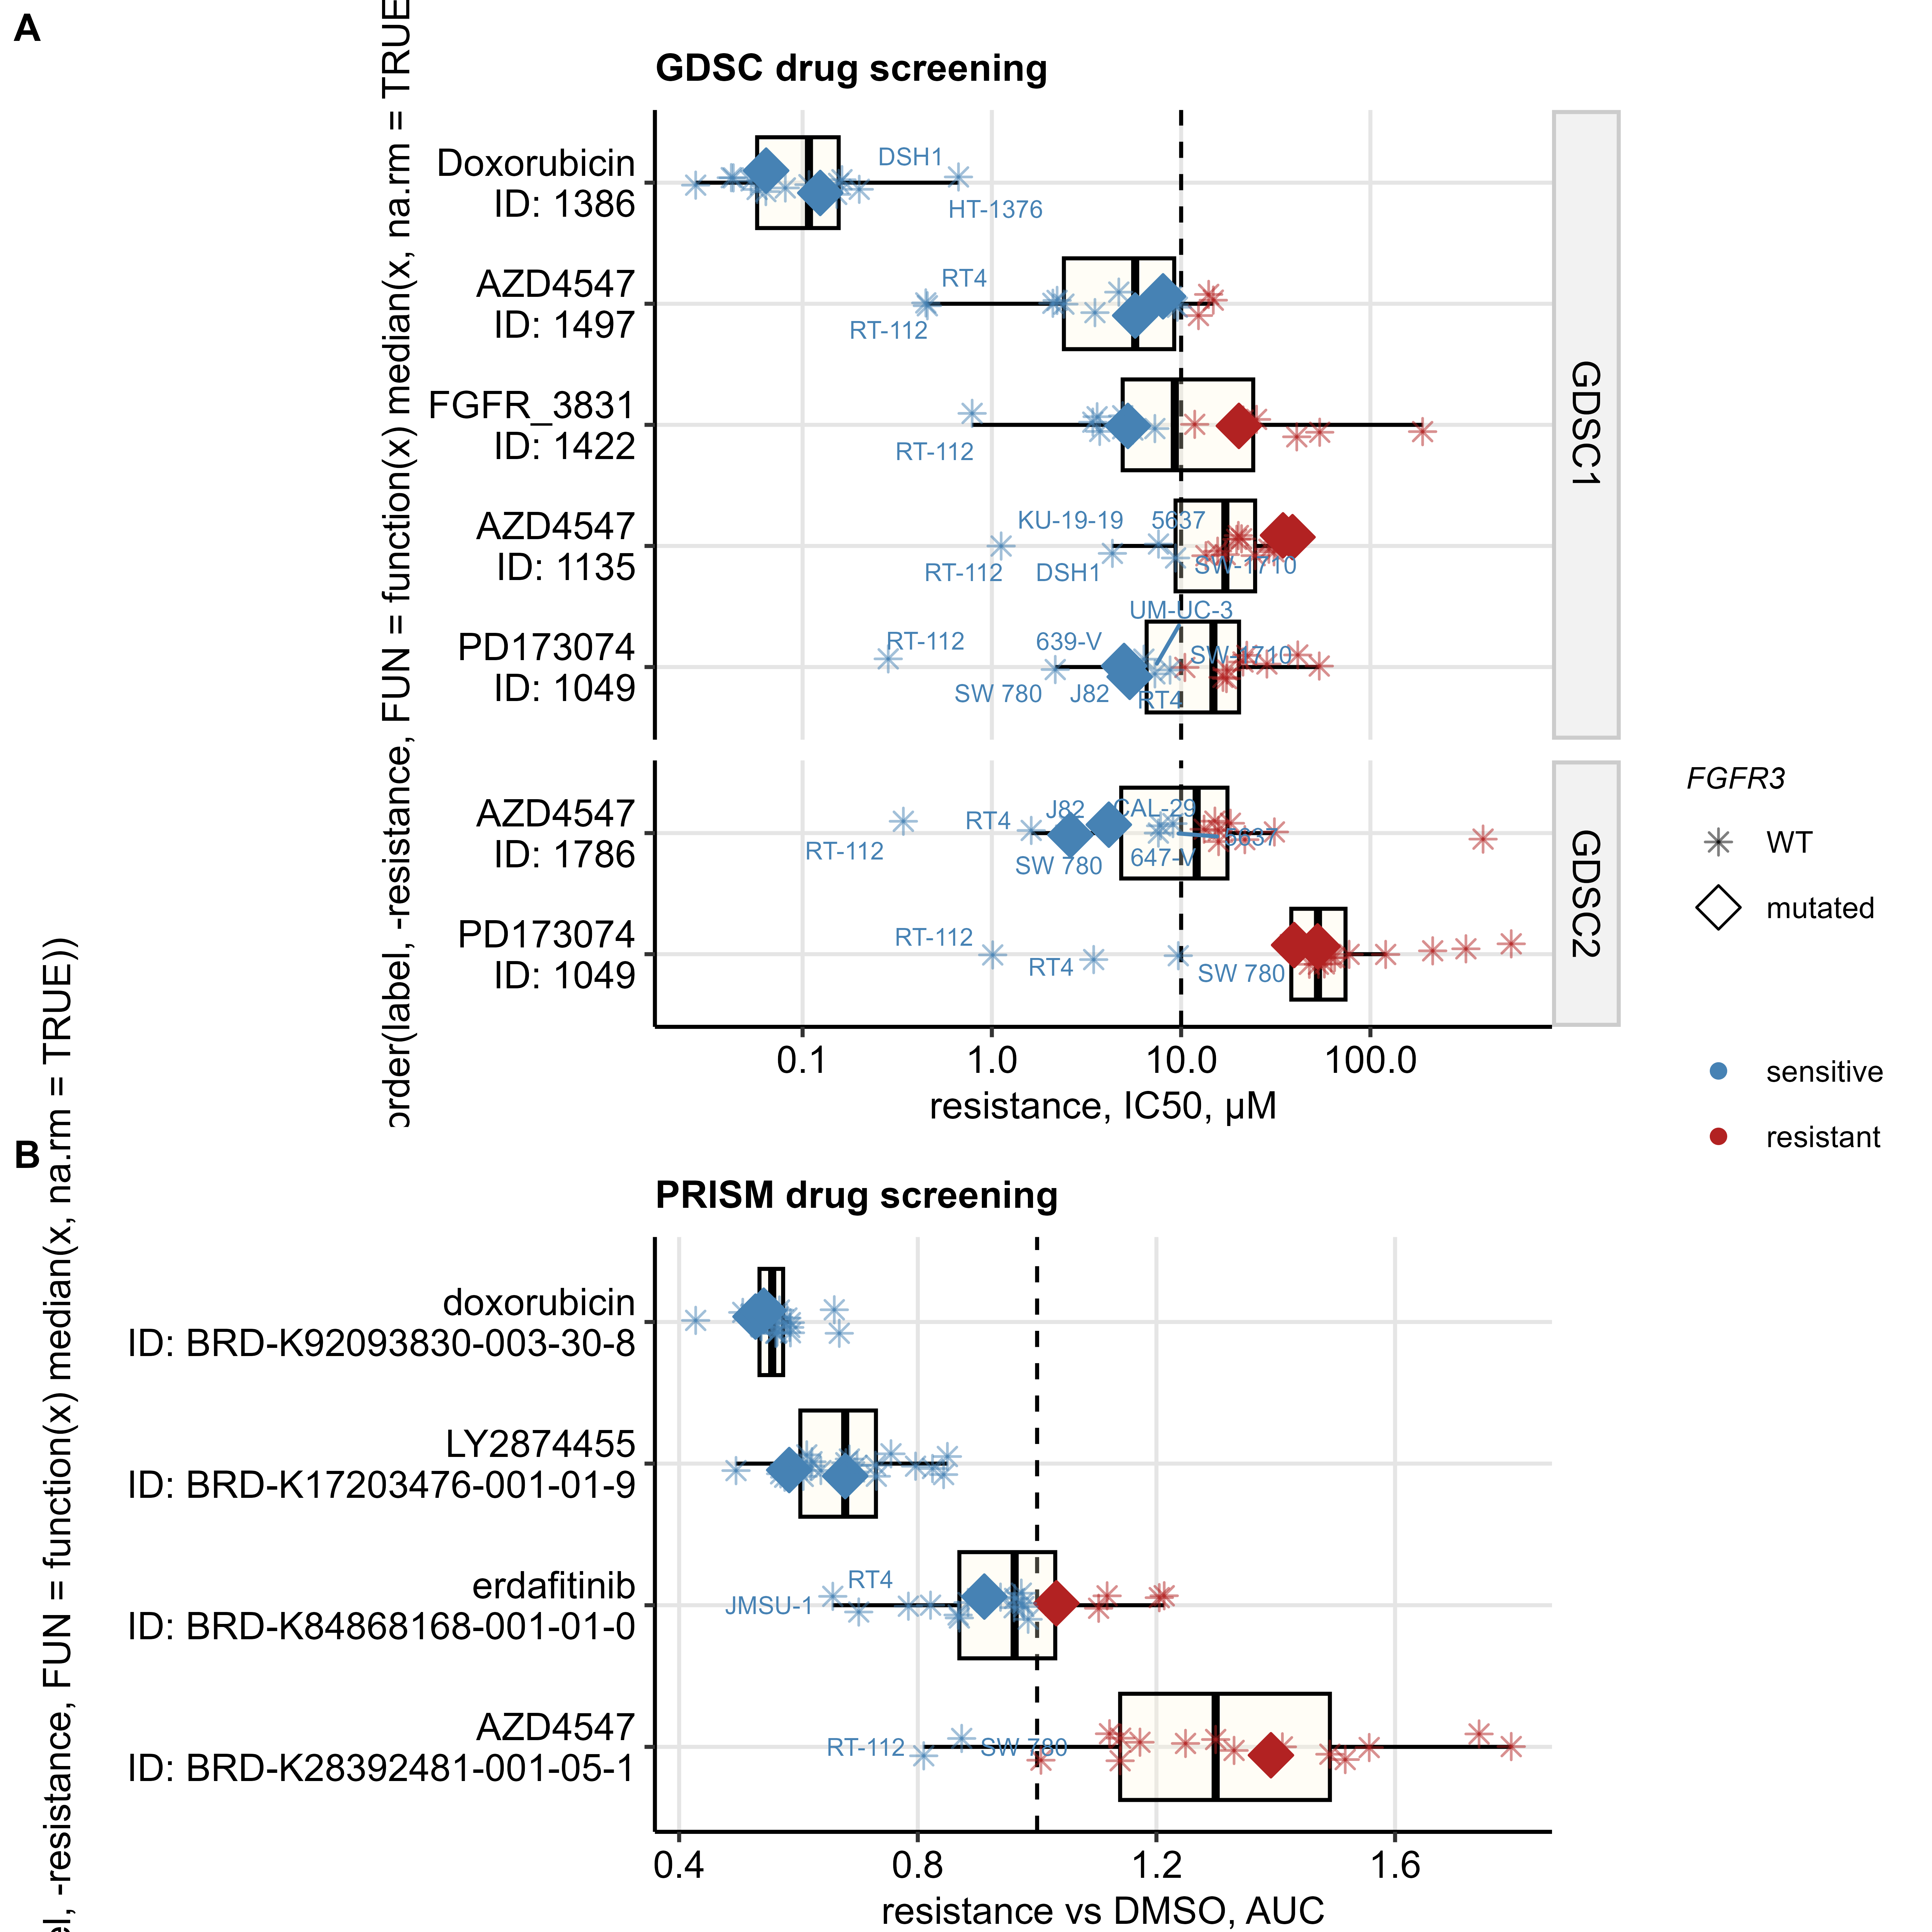 A
GDSC drug screening
order(label, -resistance, FUN = function(x) median(x, na.rm = TRUE
Doxorubicin
ID: 1386
DSH1
HT-1376
AZD4547
ID: 1497
RT4
RT-112
FGFR_3831
ID: 1422
RT-112
AZD4547
ID: 1135
KU-19-19
5637
RT-112
DSH1
SW-1710
PD173074
ID: 1049
UM-UC-3
RT-112
639-V
SW-1710
SW 780
J82
RT4
GDSC1
AZD4547
ID: 1786
J82
CAL-29
RT4
5637
RT-112
SW 780
647-V
PD173074
ID: 1049
RT-112
RT4
SW 780
GDSC2
0.1
1.0
10.0
100.0
resistance, IC50, µM
FGFR3
WT
mutated
sensitive
resistant
B
PRISM drug screening
el, -resistance, FUN = function(x) median(x, na.rm = TRUE))
doxorubicin
ID: BRD-K92093830-003-30-8
LY2874455
ID: BRD-K17203476-001-01-9
erdafitinib
ID: BRD-K84868168-001-01-0
RT4
JMSU-1
AZD4547
ID: BRD-K28392481-001-05-1
RT-112
SW 780
0.4
0.8
1.2
1.6
resistance vs DMSO, AUC